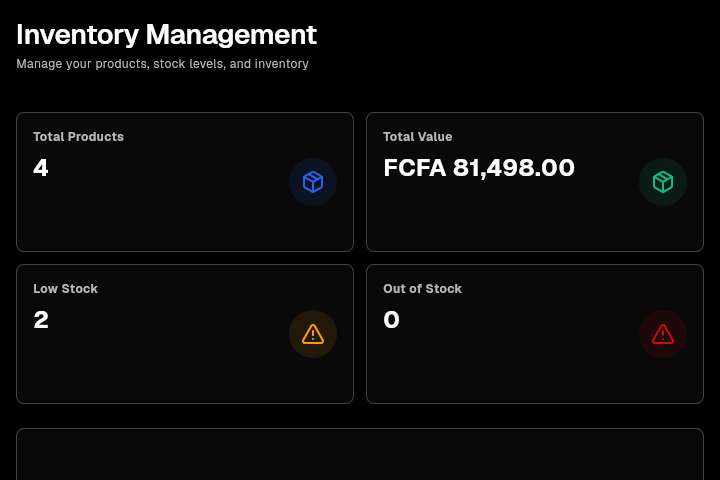 Inventory Management
Manage your products, stock levels, and inventory
Total Products
4
Total Value
FCFA 81,498.00
Low Stock
2
Out of Stock
0